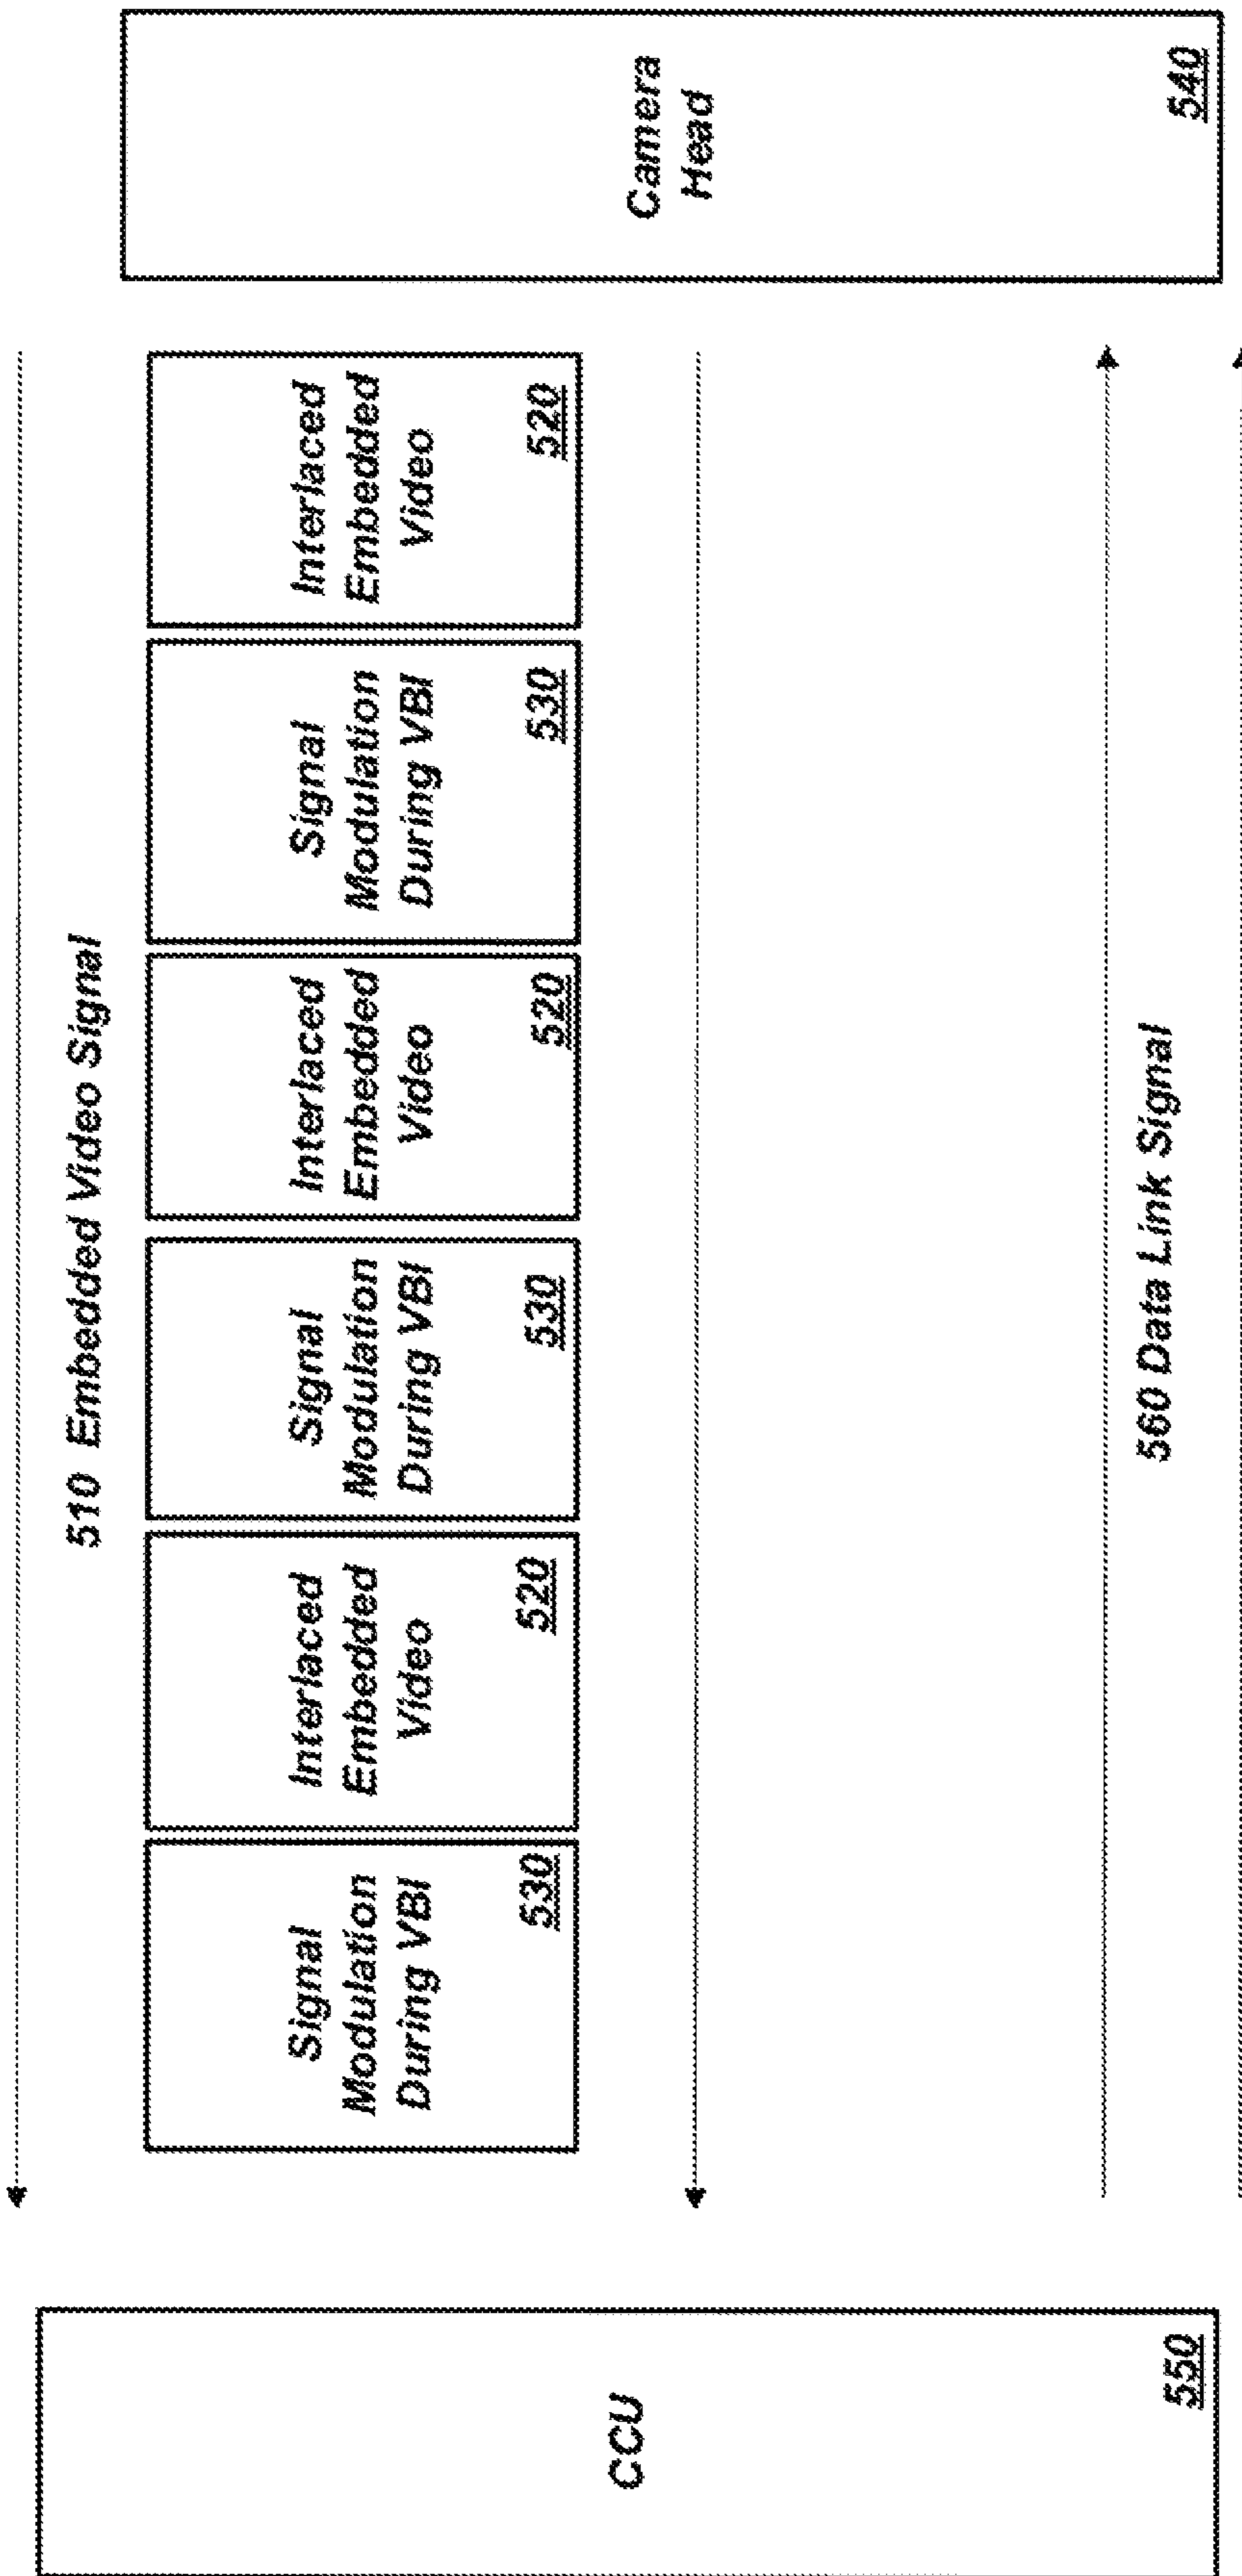 510 Embedded Video Signal
CCU
550
Signal
Modulation
During VBI
530
Interlaced
Embedded
Video
520
Signal
Modulation
During VBI
530
Interlaced
Embedded
Video
520
Signal
Modulation
During VBI
530
Interlaced
Embedded
Video
520
Camera
Head
540
560 Data Link Signal